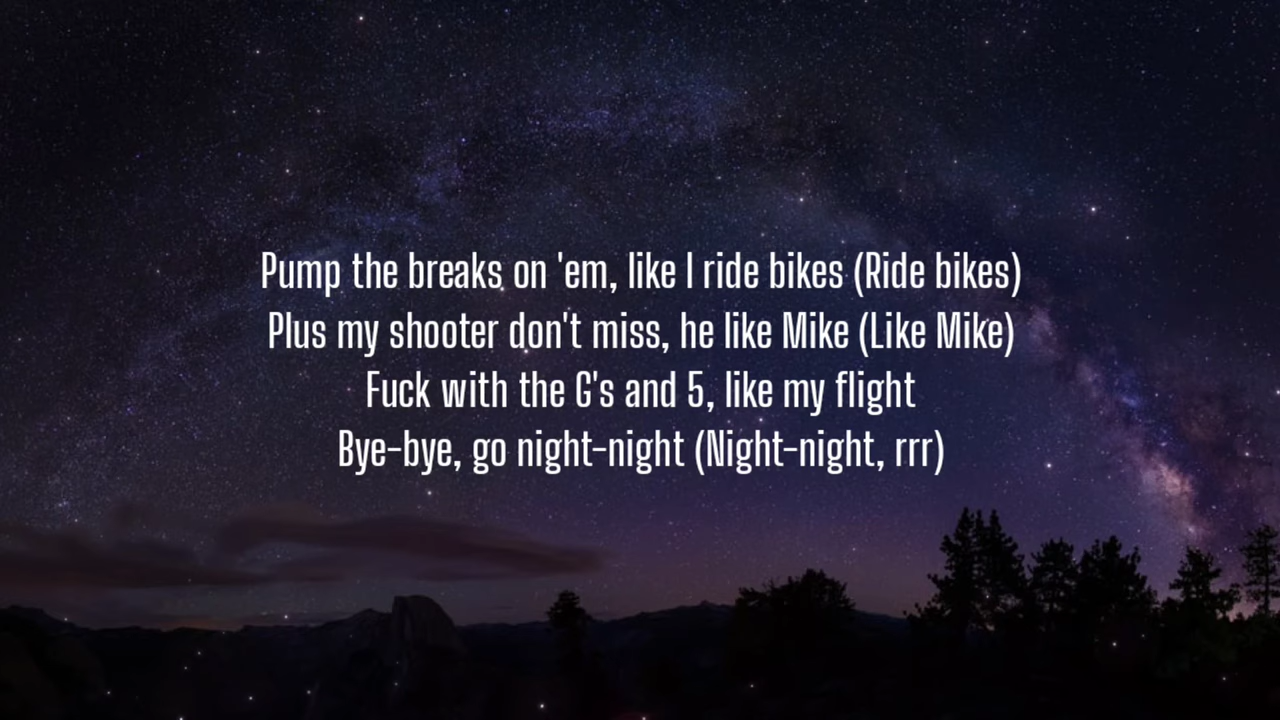 Pump the breaks on 'em, like I ride bikes (Ride bikes)
Plus my shooter don't miss, he like Mike (Like Mike)
Fuck with the G's and 5, like my flight
Bye-bye, go night-night (Night-night, rrr)